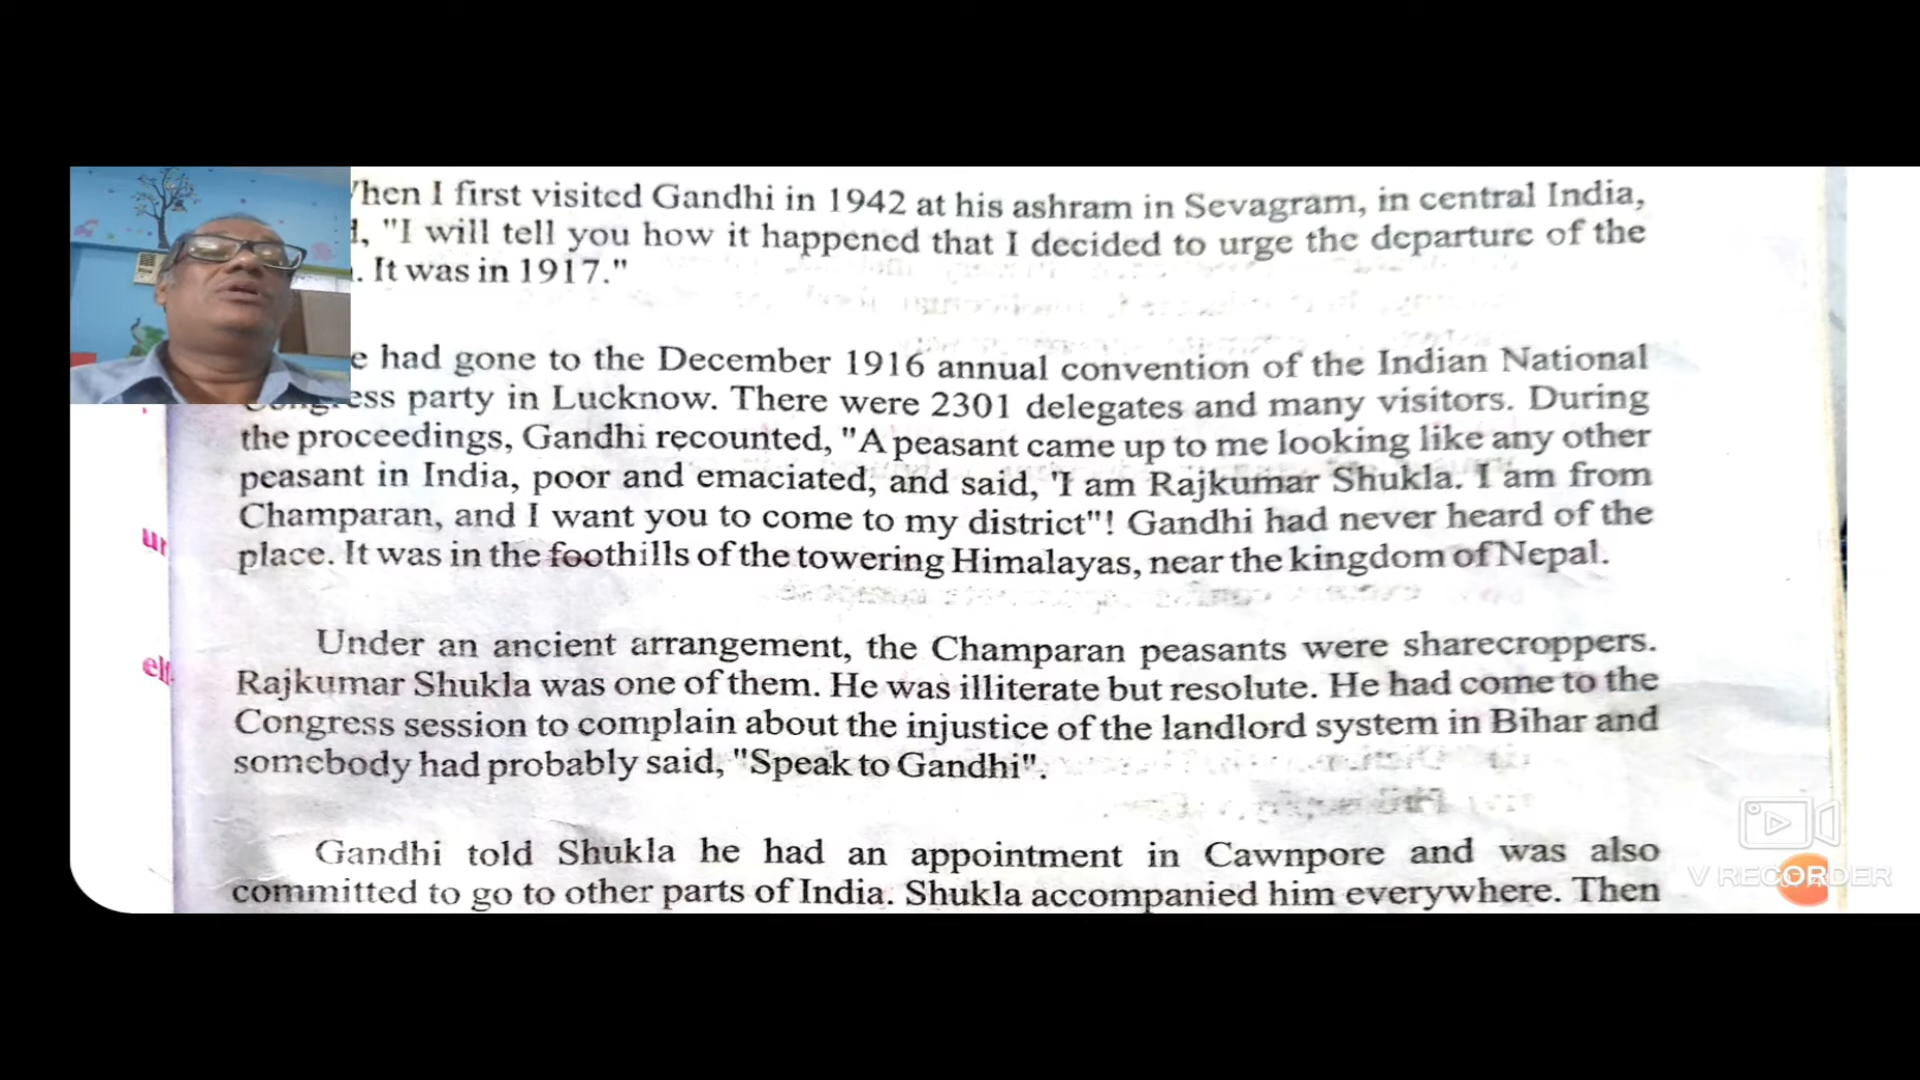 hen I first visited Gandhi in 1942 at his ashram in Sevagram, in central India,
, "I will tell you how it happened that I decided to urge the departure of the
. It was in 1917."
e had gone to the December 1916 annual convention of the Indian National
Congress party in Lucknow. There were 2301 delegates and many visitors. During
the proceedings, Gandhi recounted, "A peasant came up to me looking like any other
peasant in India, poor and emaciated, and said, 'I am Rajkumar Shukla. I am from
Champaran, and I want you to come to my district"! Gandhi had never heard of the
place. It was in the foothills of the towering Himalayas, near the kingdom of Nepal.
Under an ancient arrangement, the Champaran peasants were sharecroppers.
Rajkumar Shukla was one of them. He was illiterate but resolute. He had come to the
Congress session to complain about the injustice of the landlord system in Bihar and
somebody had probably said, "Speak to Gandhi".
Gandhi told Shukla he had an appointment in Cawnpore and was also
committed to go to other parts of India. Shukla accompanied him everywhere. Then
ur
elf
V RECORDER